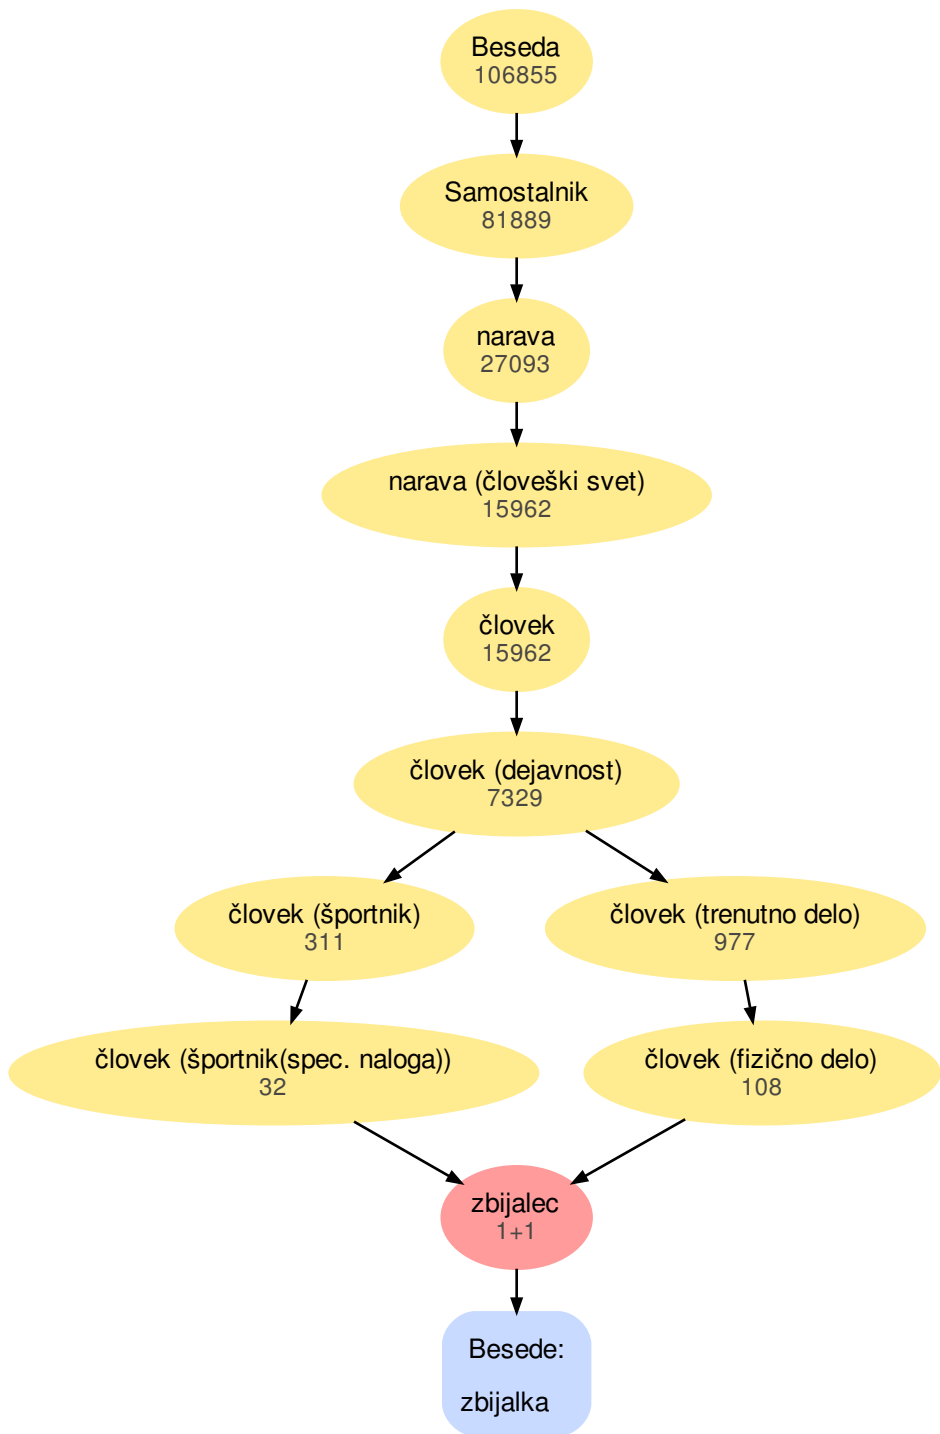 Beseda
106855
Samostalnik
81889
narava
27093
narava (človeški svet)
15962
človek
15962
človek (dejavnost)
7329
človek (športnik)
311
človek (trenutno delo)
977
človek (športnik(spec. naloga))
32
človek (fizično delo)
108
zbijalec
1+1
Besede:
zbijalka